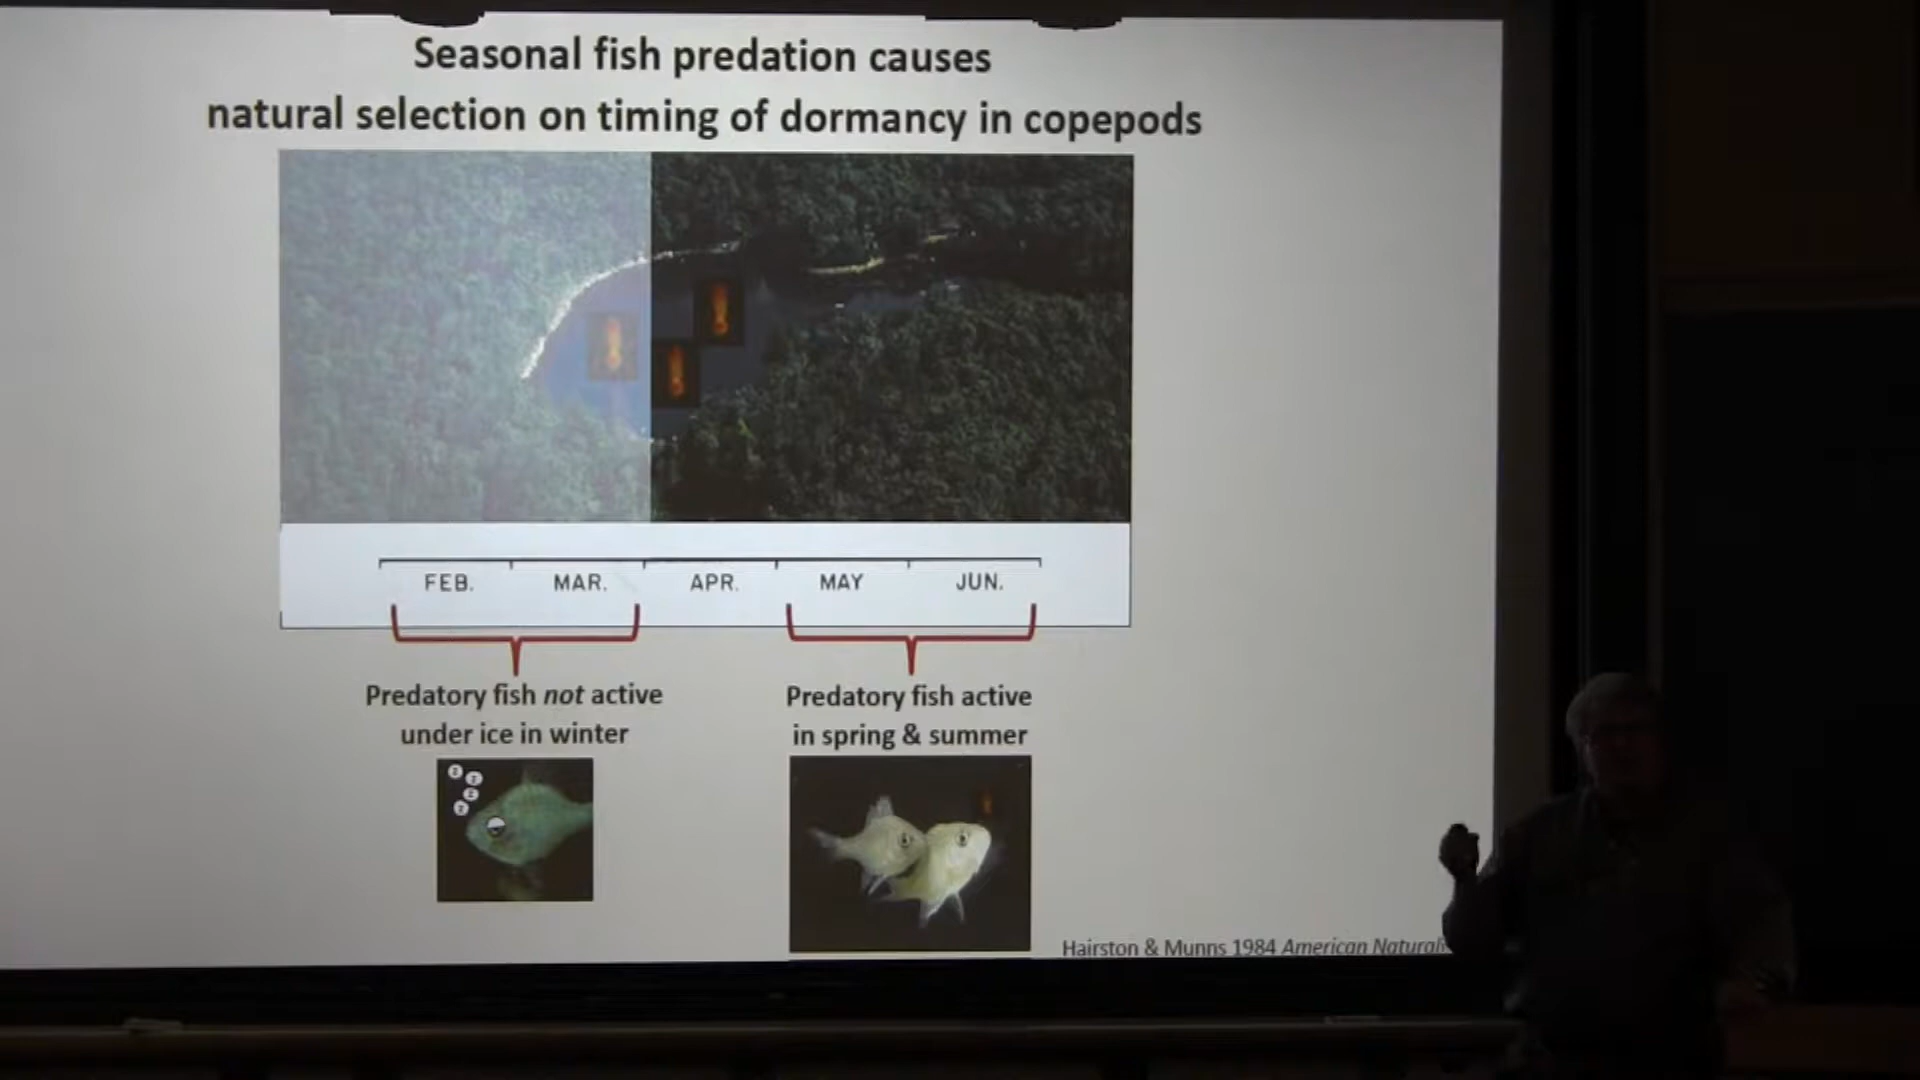 Seasonal fish predation causes
natural selection on timing of dormancy in copepods
FEB. MAR. APR. MAY JUN.
Predatory fish not active
under ice in winter
Predatory fish active
in spring & summer
z
z
z
z
Hairston & Munns 1984 American